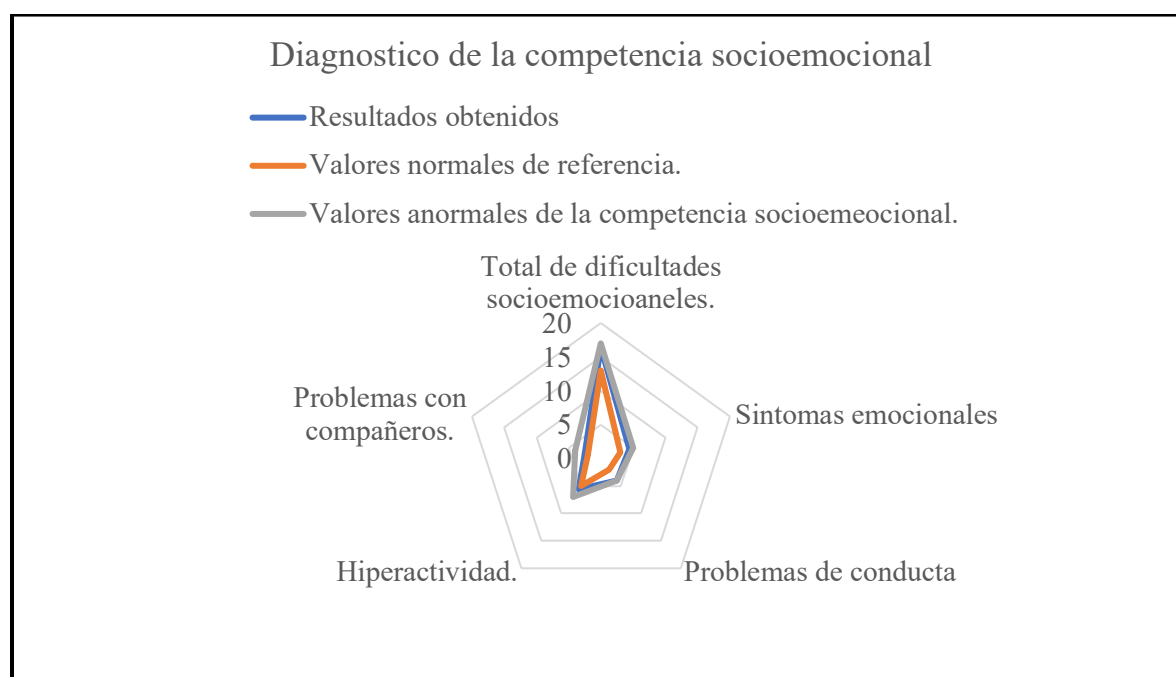 Diagnostico de la competencia socioemocional
Resultados obtenidos
Valores normales de referencia.
Valores anormales de la competencia socioemeocional.
Total de dificultades
socioemocioaneles.
20
15
10
5
0
Sintomas emocionales
Problemas de conducta
Hiperactividad.
Problemas con
compañeros.